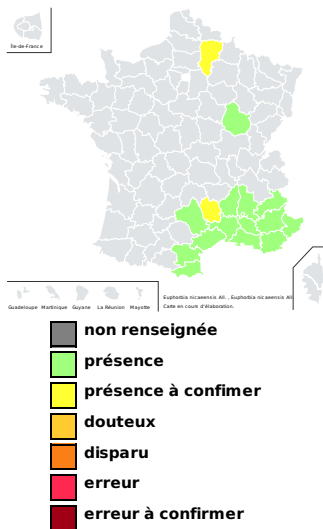 Île-de-France
Guadeloupe Martinique Guyane La Réunion Mayotte
Euphorbia nicaeensis All. , Euphorbia nicaeensis All.
Carte en cours d'élaboration.
non renseignée
présence
présence à confimer
douteux
disparu
erreur
erreur à confirmer